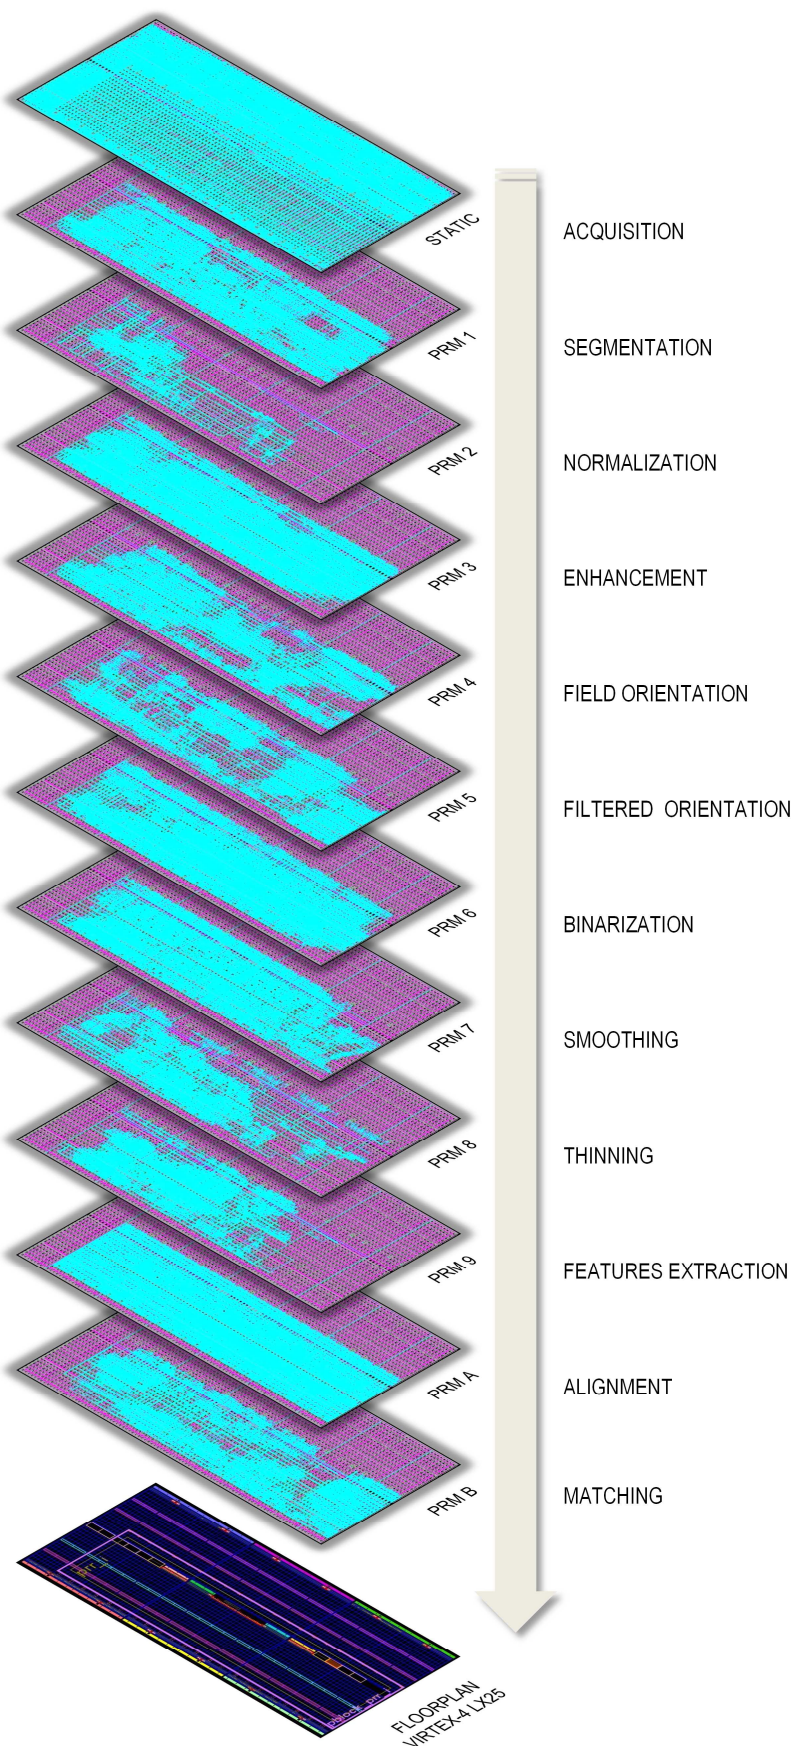 STATIC
ACQUISITION
PRM 1
SEGMENTATION
PRM 2
NORMALIZATION
PRM 3
ENHANCEMENT
PRM 4
FIELD ORIENTATION
PRM 5
FILTERED ORIENTATION
PRM 6
BINARIZATION
PRM 7
SMOOTHING
PRM 8
THINNING
PRM 9
FEATURES EXTRACTION
PRM A
ALIGNMENT
PRM B
MATCHING
FLOORPLAN
VIRTEX-4 LX25